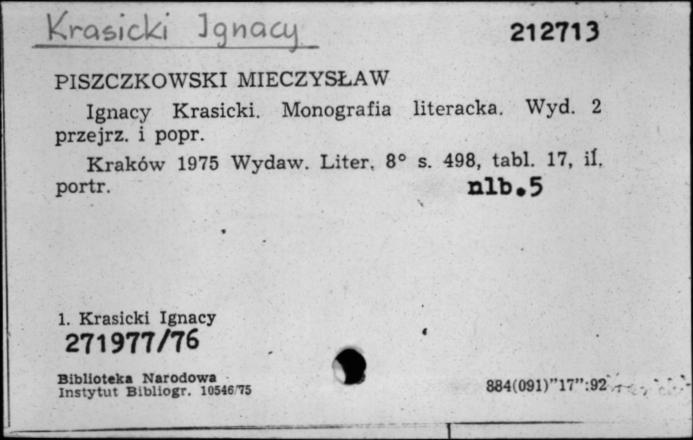 Krasicki Ignacy
212713
PISZCZKOWSKI MIECZYSŁAW
Ignacy Krasicki. Monografia literacka. Wyd. 2
przejrz. i popr.
Kraków 1975 Wydaw. Liter. 8° s. 498, tabl. 17, il.
portr.
nlb.5
1. Krasicki Ignacy
271977/76
Biblioteka Narodowa
Instytut Bibliogr. 10546/75
884(091)"17":92